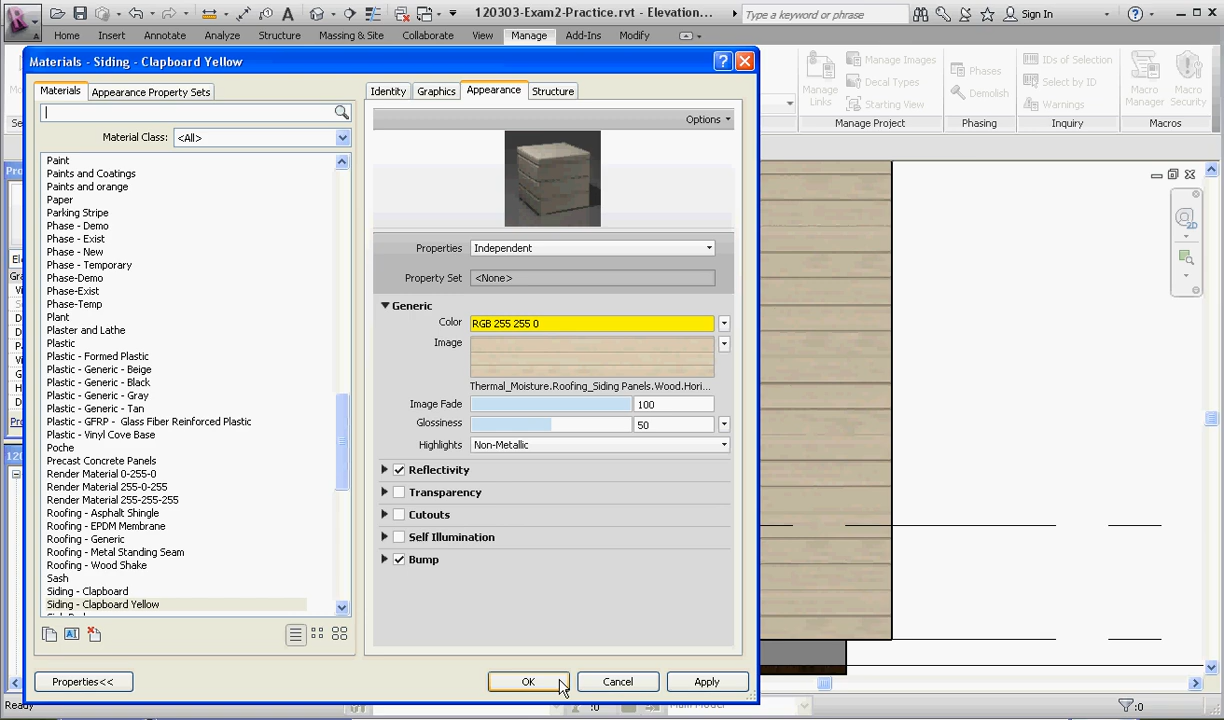 120303-Exam2-Practice.rvt - Elevation...
Type a keyword or phrase
Sign In
Home Insert Annotate Analyze Structure Massing & Site Collaborate View Manage Add-Ins Modify
Materials - Siding - Clapboard Yellow
Materials Appearance Property Sets
Material Class: <All>
Paint
Paints and Coatings
Paints and orange
Paper
Parking Stripe
Phase - Demo
Phase - Exist
Phase - New
Phase - Temporary
Phase-Demo
Phase-Exist
Phase-Temp
Plant
Plaster and Lathe
Plastic
Plastic - Formed Plastic
Plastic - Generic - Beige
Plastic - Generic - Black
Plastic - Generic - Gray
Plastic - Generic - Tan
Plastic - GFRP - Glass Fiber Reinforced Plastic
Plastic - Vinyl Cove Base
Poche
Precast Concrete Panels
Render Material 0-255-0
Render Material 255-0-255
Render Material 255-255-255
Roofing - Asphalt Shingle
Roofing - EPDM Membrane
Roofing - Generic
Roofing - Metal Standing Seam
Roofing - Wood Shake
Sash
Siding - Clapboard
Siding - Clapboard Yellow
Properties<<
Identity Graphics Appearance Structure
Options
Properties Independent
Property Set <None>
Generic
Color RGB 255 255 0
Image
Thermal_Moisture.Roofing_Siding Panels.Wood.Hori...
Image Fade 100
Glossiness 50
Highlights Non-Metallic
Reflectivity
Transparency
Cutouts
Self Illumination
Bump
OK Cancel Apply
Manage Links
Manage Images
Decal Types
Starting View
Manage Project
Phases
Demolish
Phasing
IDs of Selection
Select by ID
Warnings
Inquiry
Macro Manager
Macro Security
Macros
Ready
:0
Main Model
:0